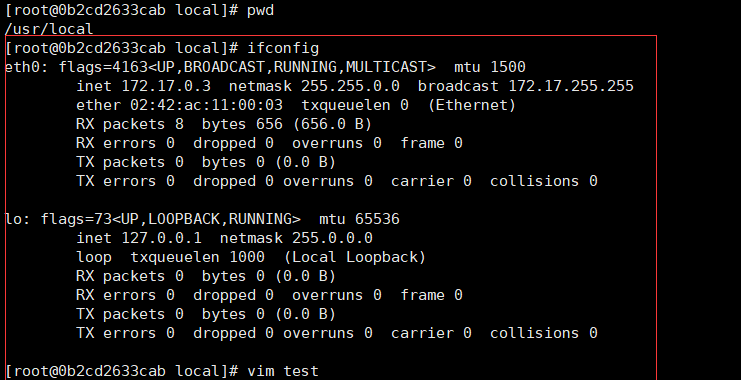 [root@0b2cd2633cab local]# pwd
/usr/local
[root@0b2cd2633cab local]# ifconfig
eth0: flags=4163<UP,BROADCAST,RUNNING,MULTICAST>  mtu 1500
        inet 172.17.0.3  netmask 255.255.0.0  broadcast 172.17.255.255
        ether 02:42:ac:11:00:03  txqueuelen 0  (Ethernet)
        RX packets 8  bytes 656 (656.0 B)
        RX errors 0  dropped 0  overruns 0  frame 0
        TX packets 0  bytes 0 (0.0 B)
        TX errors 0  dropped 0 overruns 0  carrier 0  collisions 0

lo: flags=73<UP,LOOPBACK,RUNNING>  mtu 65536
        inet 127.0.0.1  netmask 255.0.0.0
        loop  txqueuelen 1000  (Local Loopback)
        RX packets 0  bytes 0 (0.0 B)
        RX errors 0  dropped 0  overruns 0  frame 0
        TX packets 0  bytes 0 (0.0 B)
        TX errors 0  dropped 0 overruns 0  carrier 0  collisions 0

[root@0b2cd2633cab local]# vim test